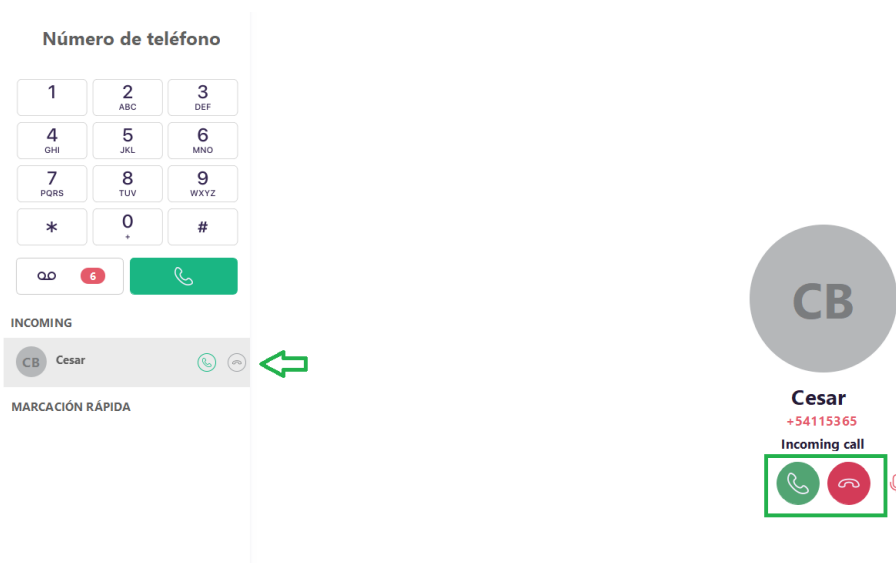 Número de teléfono
1
2
ABC
3
DEF
4
GHI
5
JKL
6
MNO
7
PQRS
8
TUV
9
WXYZ
*
0
+
#
6
INCOMING
CB
Cesar
MARCACIÓN RÁPIDA
CB
Cesar
+54115365
Incoming call